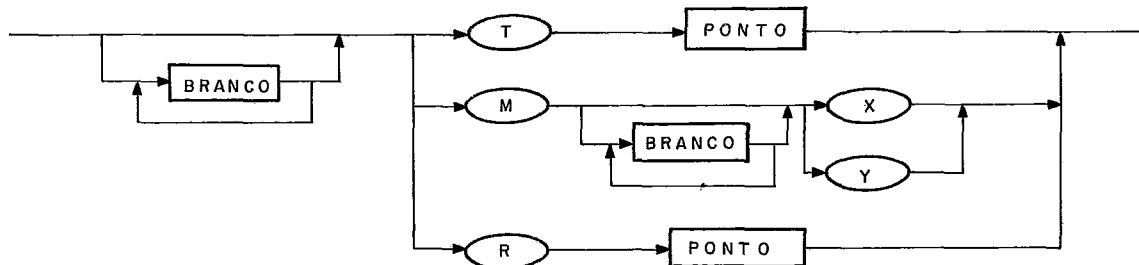 T PONTO
BRANCO
M X
BRANCO
Y
R PONTO